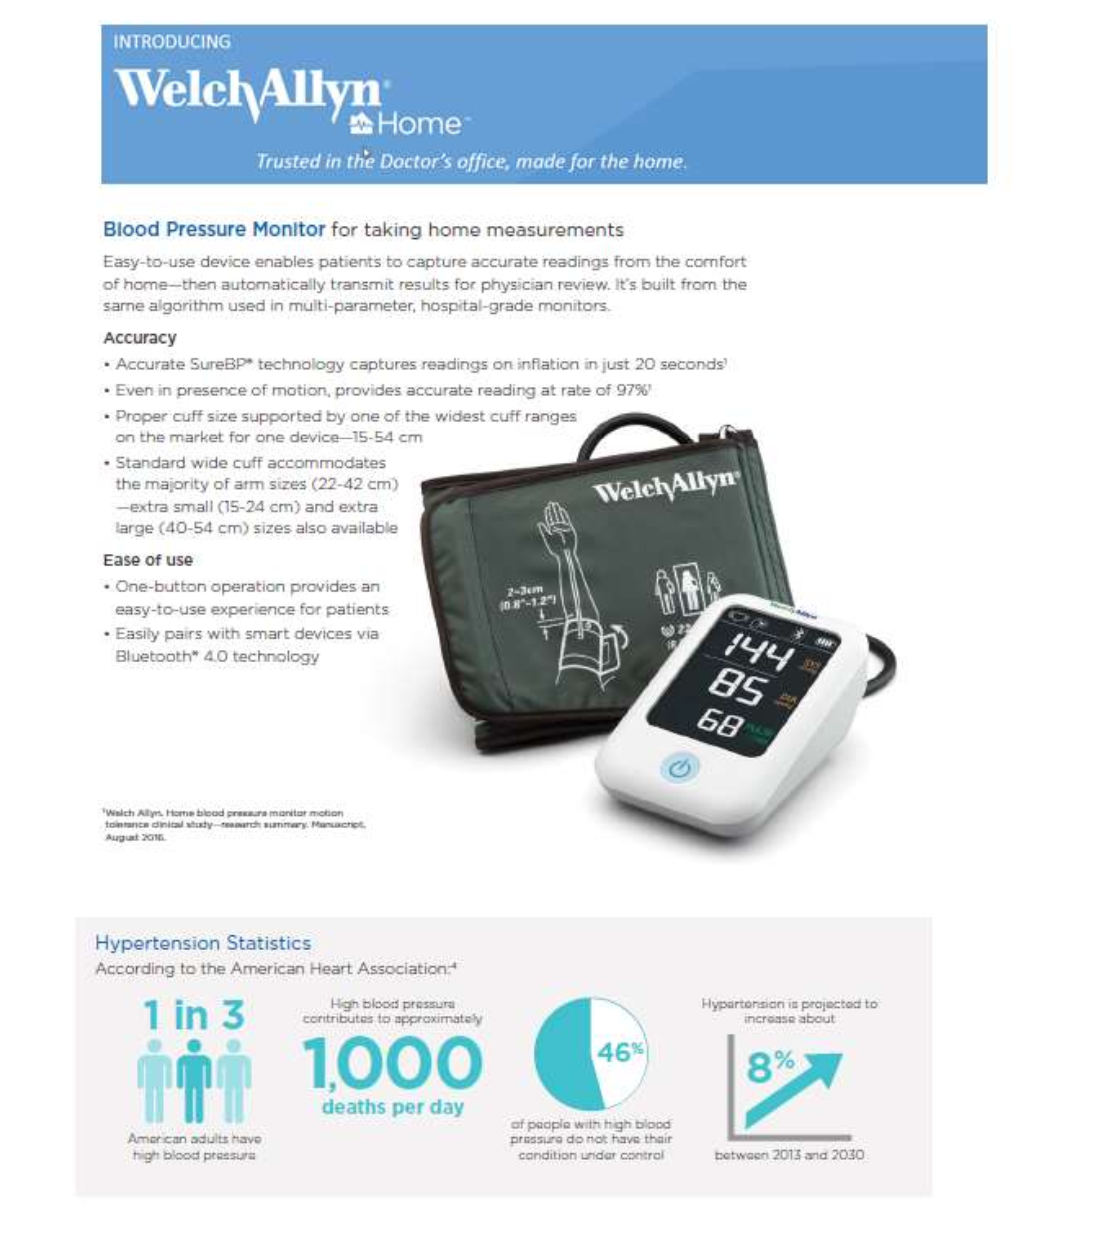 INTRODUCING
WelchAllyn®
Home™
Trusted in the Doctor's office, made for the home.
Blood Pressure Monitor for taking home measurements
Easy-to-use device enables patients to capture accurate readings from the comfort
of home—then automatically transmit results for physician review. It's built from the
same algorithm used in multi-parameter, hospital-grade monitors.
Accuracy
• Accurate SureBP® technology captures readings on inflation in just 20 seconds¹
• Even in presence of motion, provides accurate reading at rate of 97%¹
• Proper cuff size supported by one of the widest cuff ranges
on the market for one device—15-54 cm
• Standard wide cuff accommodates
the majority of arm sizes (22-42 cm)
—extra small (15-24 cm) and extra
large (40-54 cm) sizes also available
Ease of use
• One-button operation provides an
easy-to-use experience for patients
• Easily pairs with smart devices via
Bluetooth® 4.0 technology
WelchAllyn®
2-3cm
(0.8"-1.2")
22
WelchAllyn
144
SYS
85
DIA
68
PULSE
¹Welch Allyn. Home blood pressure monitor motion
tolerance clinical study—research summary. Manuscript,
August 2016.
Hypertension Statistics
According to the American Heart Association:⁴
1 in 3
American adults have
high blood pressure
High blood pressure
contributes to approximately
1,000
deaths per day
46%
of people with high blood
pressure do not have their
condition under control
Hypertension is projected to
increase about
8%
between 2013 and 2030